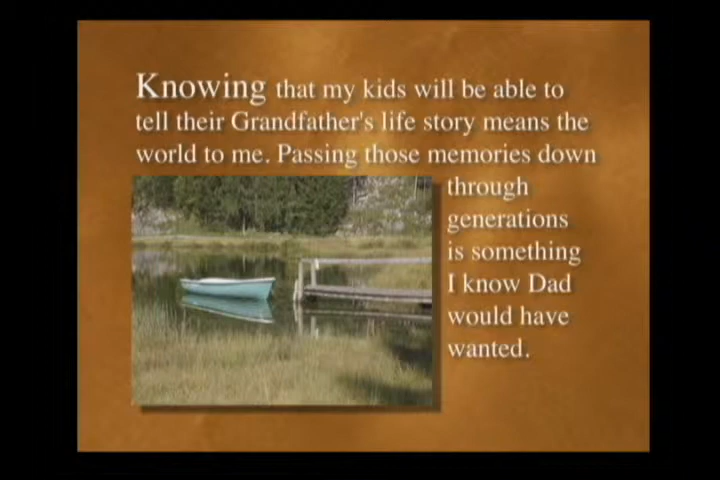 Knowing that my kids will be able to
tell their Grandfather's life story means the
world to me. Passing those memories down
through
generations
is something
I know Dad
would have
wanted.